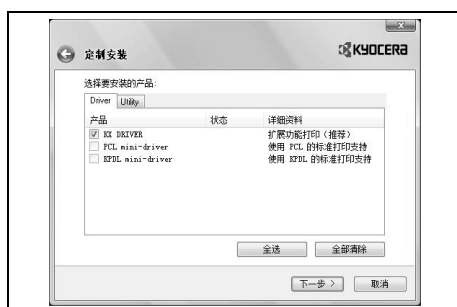 定制安装
KYOCERA
选择要安装的产品:
Driver Utility
产品 状态 详细资料
KX DRIVER 扩展功能打印（推荐）
PCL mini-driver 使用 PCL 的标准打印支持
KPDL mini-driver 使用 KPDL 的标准打印支持
全选 全部清除
下一步 > 取消